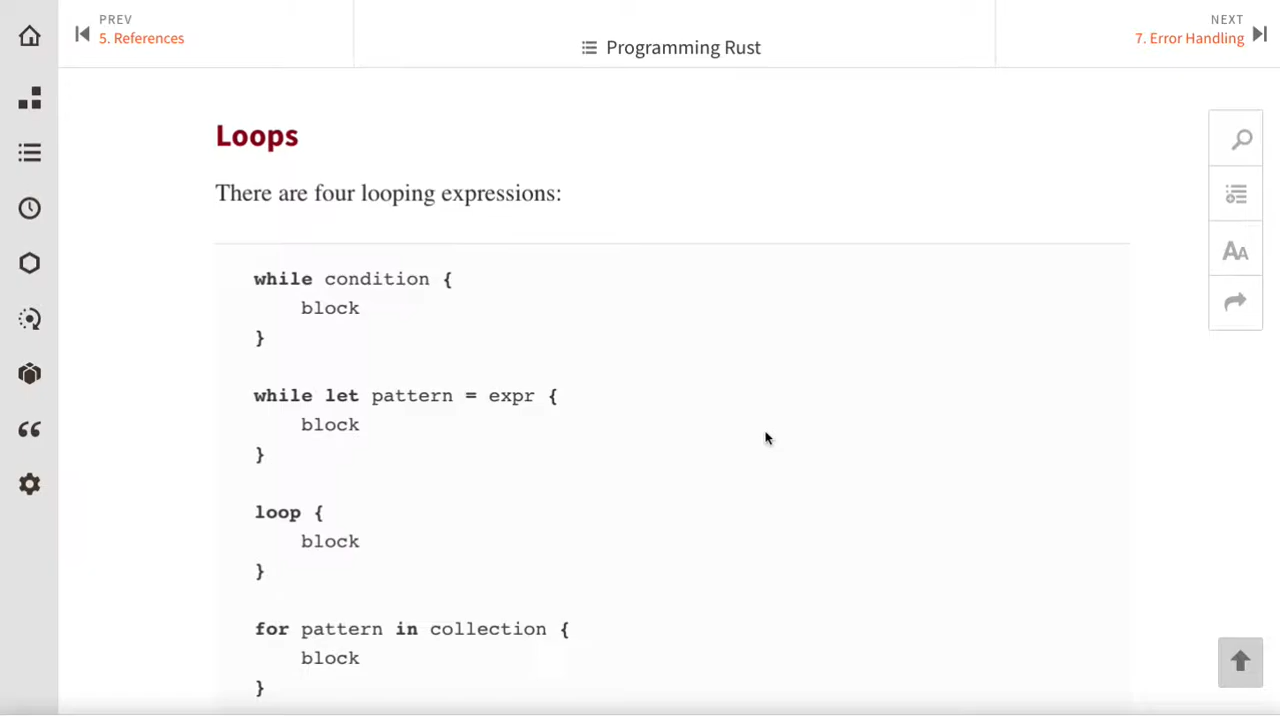 PREV
5. References
Programming Rust
NEXT
7. Error Handling
Loops
There are four looping expressions:
while condition {
    block
}
while let pattern = expr {
    block
}
loop {
    block
}
for pattern in collection {
    block
}
AA